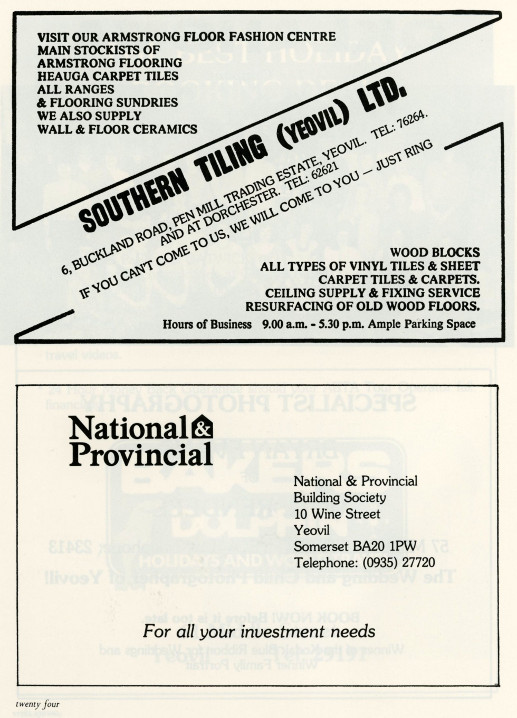 VISIT OUR ARMSTRONG FLOOR FASHION CENTRE
MAIN STOCKISTS OF
ARMSTRONG FLOORING
HEAUGA CARPET TILES
ALL RANGES
& FLOORING SUNDRIES
WE ALSO SUPPLY
WALL & FLOOR CERAMICS
SOUTHERN TILING (YEOVIL) LTD.
6, BUCKLAND ROAD, PEN MILL TRADING ESTATE, YEOVIL. TEL: 76264.
AND AT DORCHESTER. TEL: 62621
IF YOU CAN'T COME TO US, WE WILL COME TO YOU — JUST RING
WOOD BLOCKS
ALL TYPES OF VINYL TILES & SHEET
CARPET TILES & CARPETS.
CEILING SUPPLY & FIXING SERVICE
RESURFACING OF OLD WOOD FLOORS.
Hours of Business 9.00 a.m. - 5.30 p.m. Ample Parking Space
National &
Provincial
National & Provincial
Building Society
10 Wine Street
Yeovil
Somerset BA20 1PW
Telephone: (0935) 27720
For all your investment needs
twenty four